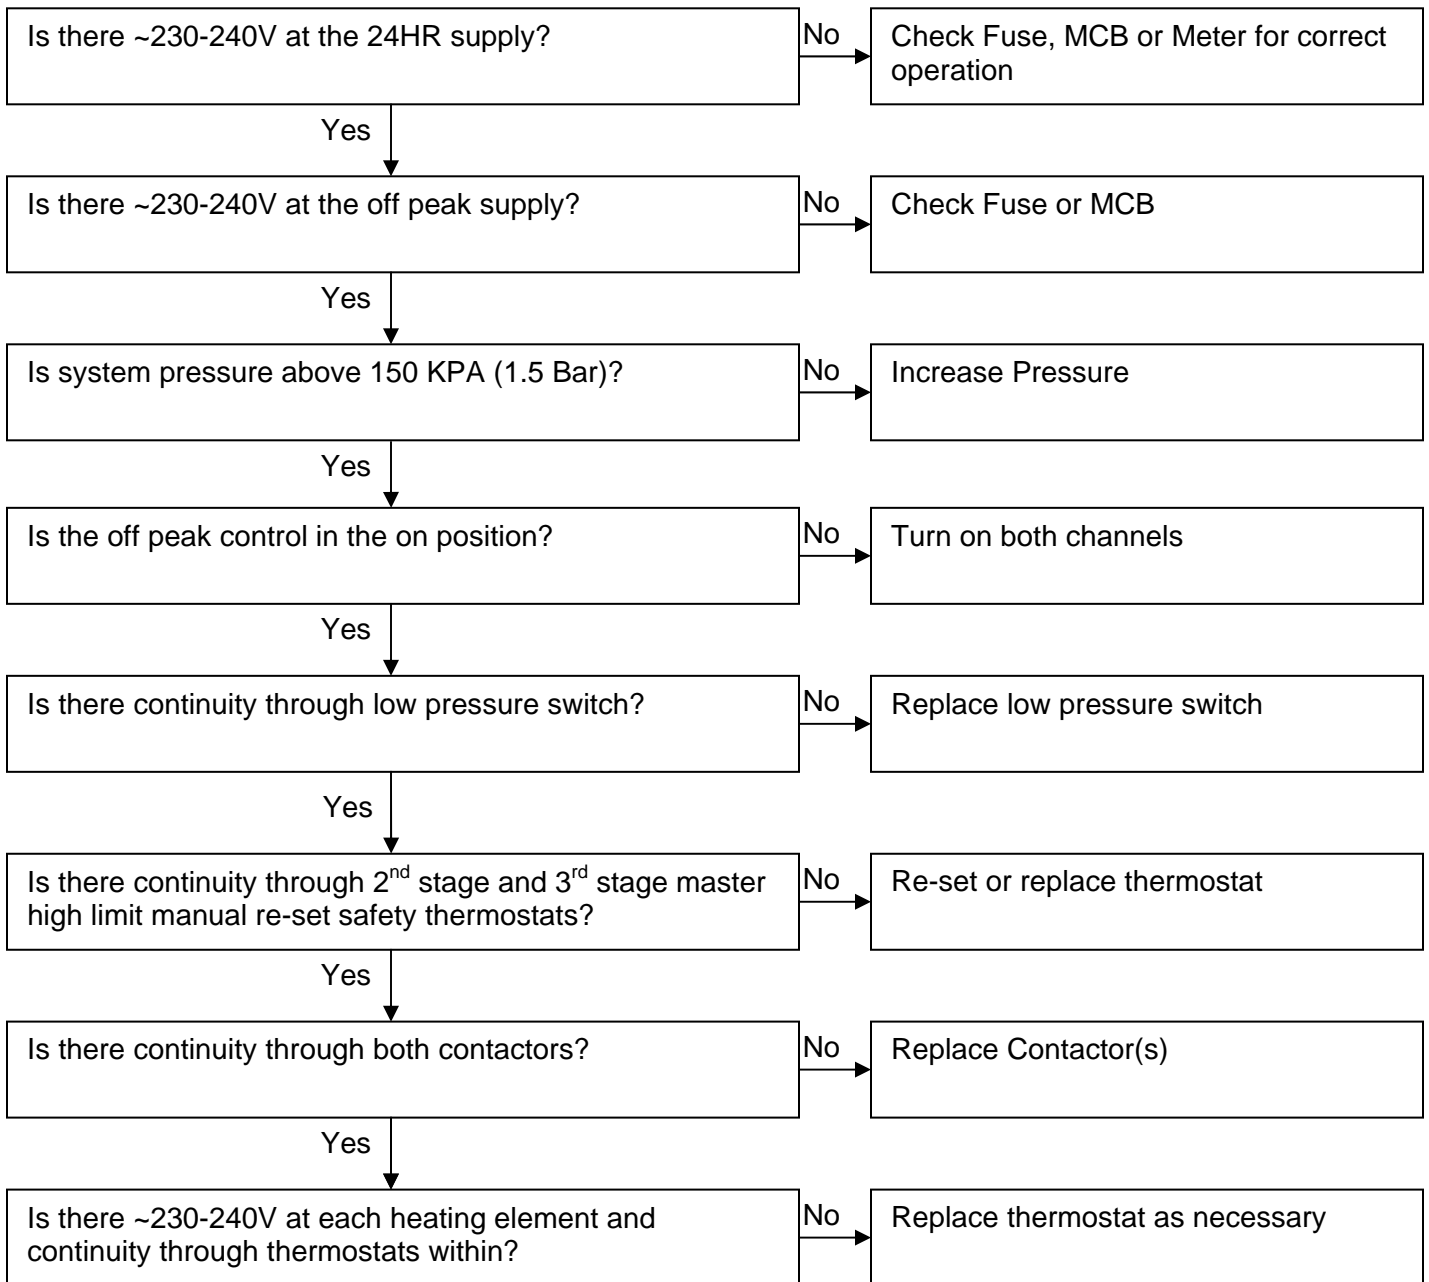 Is there ~230-240V at the 24HR supply?
No
Check Fuse, MCB or Meter for correct
operation
Yes
Is there ~230-240V at the off peak supply?
No
Check Fuse or MCB
Yes
Is system pressure above 150 KPA (1.5 Bar)?
No
Increase Pressure
Yes
Is the off peak control in the on position?
No
Turn on both channels
Yes
Is there continuity through low pressure switch?
No
Replace low pressure switch
Yes
Is there continuity through 2nd stage and 3rd stage master
high limit manual re-set safety thermostats?
No
Re-set or replace thermostat
Yes
Is there continuity through both contactors?
No
Replace Contactor(s)
Yes
Is there ~230-240V at each heating element and
continuity through thermostats within?
No
Replace thermostat as necessary